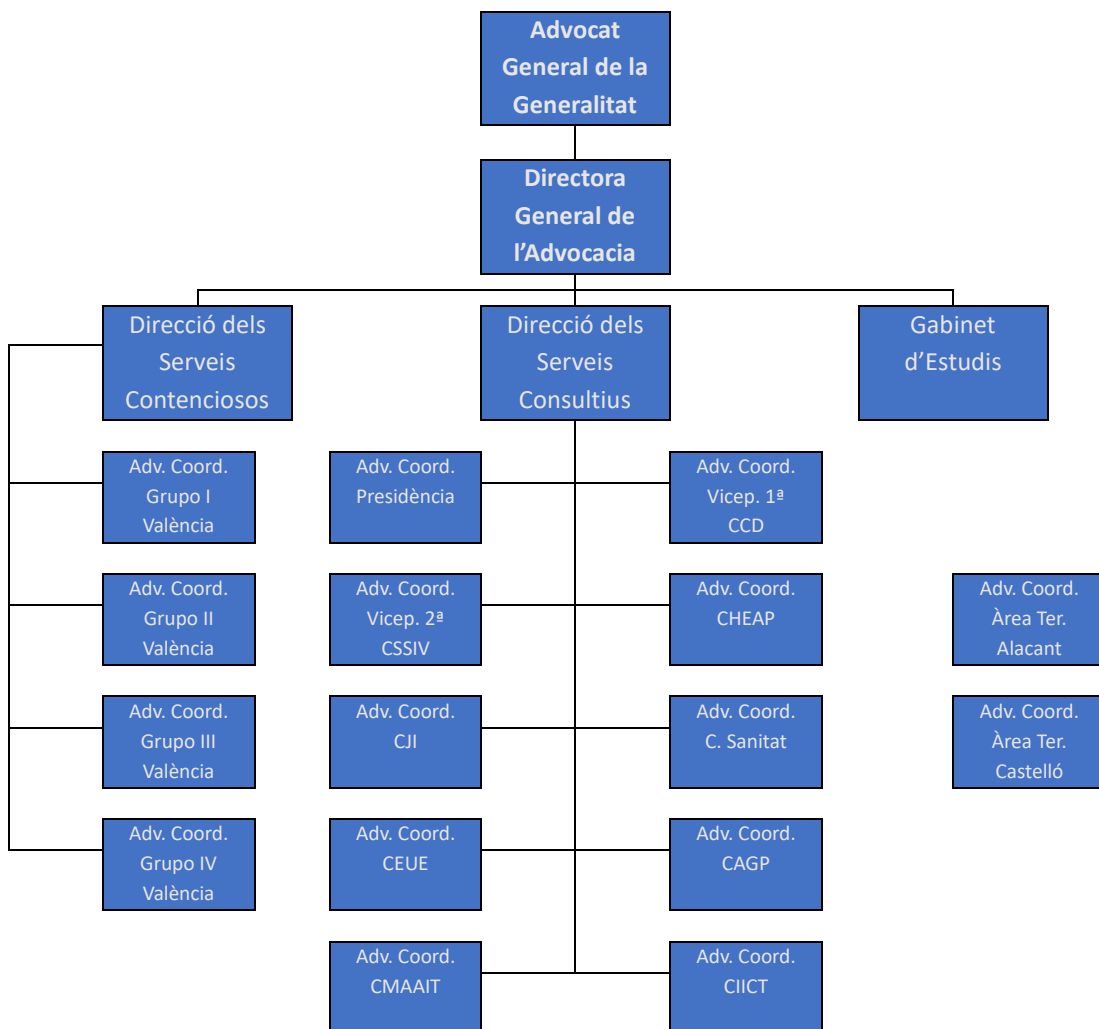 Advocat
General de la
Generalitat
Directora
General de
l’Advocacia
Direcció dels
Serveis
Contenciosos
Direcció dels
Serveis
Consultius
Gabinet
d’Estudis
Adv. Coord.
Grupo I
València
Adv. Coord.
Presidència
Adv. Coord.
Vicep. 1ª
CCD
Adv. Coord.
Grupo II
València
Adv. Coord.
Vicep. 2ª
CSSIV
Adv. Coord.
CHEAP
Adv. Coord.
Àrea Ter.
Alacant
Adv. Coord.
Grupo III
València
Adv. Coord.
CJI
Adv. Coord.
C. Sanitat
Adv. Coord.
Àrea Ter.
Castelló
Adv. Coord.
Grupo IV
València
Adv. Coord.
CEUE
Adv. Coord.
CAGP
Adv. Coord.
CMAAIT
Adv. Coord.
CIICT